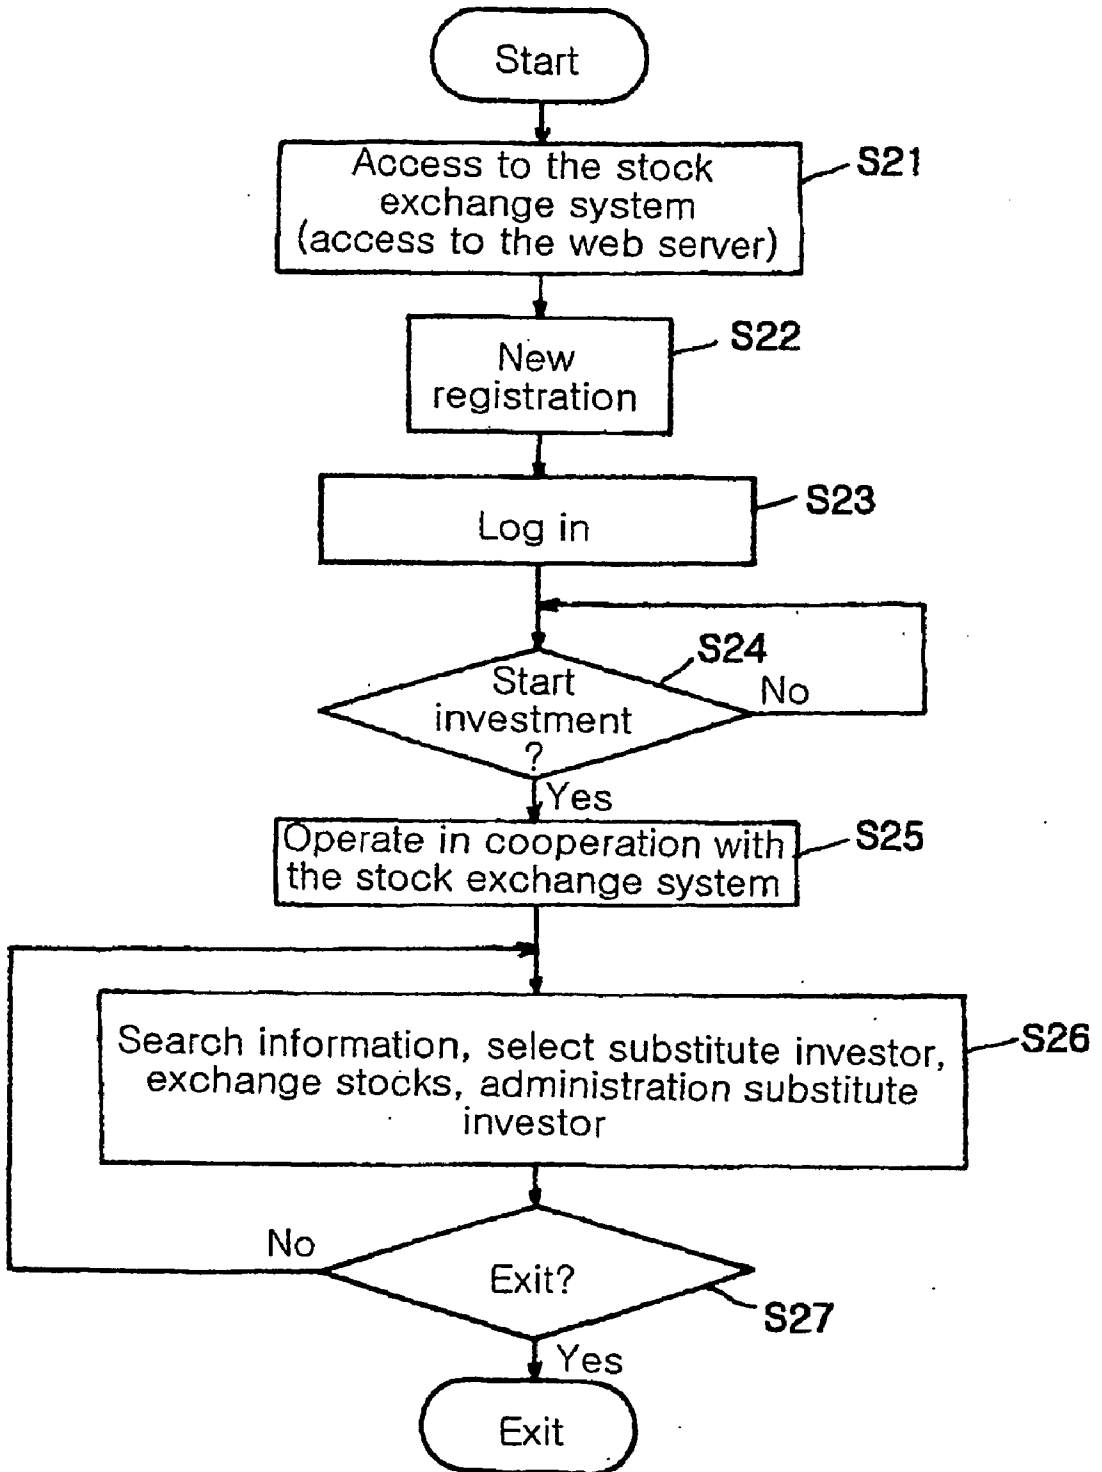 Start
Access to the stock
exchange system
(access to the web server)
S21
New
registration
S22
Log in
S23
Start
investment
?
S24
No
Yes
Operate in cooperation with
the stock exchange system
S25
Search information, select substitute investor,
exchange stocks, administration substitute
investor
S26
No
Exit?
S27
Yes
Exit